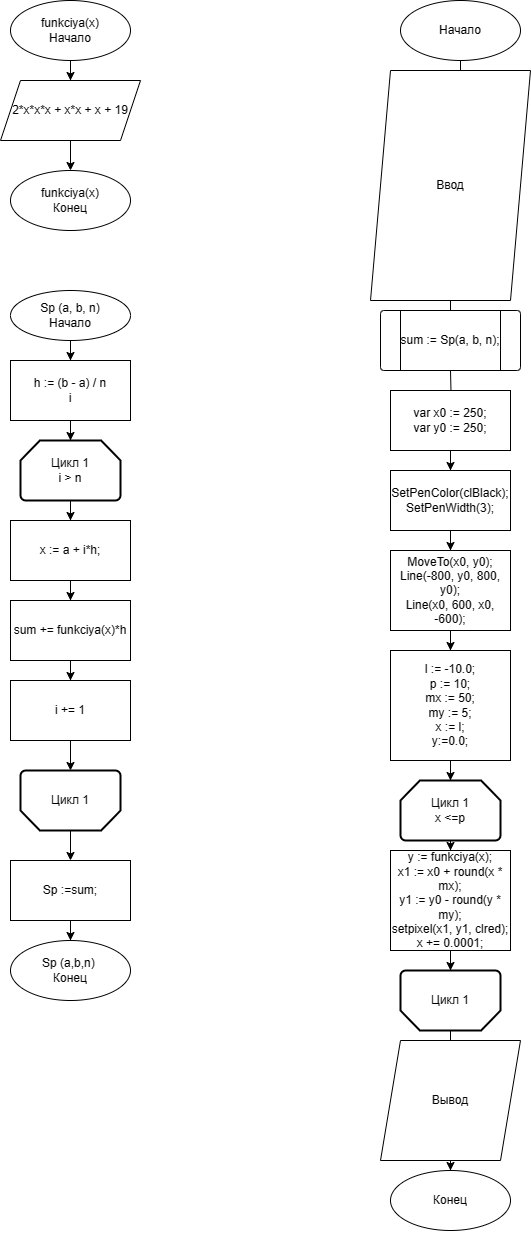 funkciya(x)
Начало
2*x*x*x + x*x + x + 19
funkciya(x)
Конец
Sp (a, b, n)
Начало
h := (b - a) / n
i
Цикл 1
i > n
x := a + i*h;
sum += funkciya(x)*h
i += 1
Цикл 1
Sp :=sum;
Sp (a,b,n)
Конец
Начало
Ввод
sum := Sp(a, b, n);
var x0 := 250;
var y0 := 250;
SetPenColor(clBlack);
SetPenWidth(3);
MoveTo(x0, y0);
Line(-800, y0, 800,
y0);
Line(x0, 600, x0,
-600);
l := -10.0;
p := 10;
mx := 50;
my := 5;
x := l;
y:=0.0;
Цикл 1
x <=p
y := funkciya(x);
x1 := x0 + round(x *
mx);
y1 := y0 - round(y *
my);
setpixel(x1, y1, clred);
x += 0.0001;
Цикл 1
Вывод
Конец